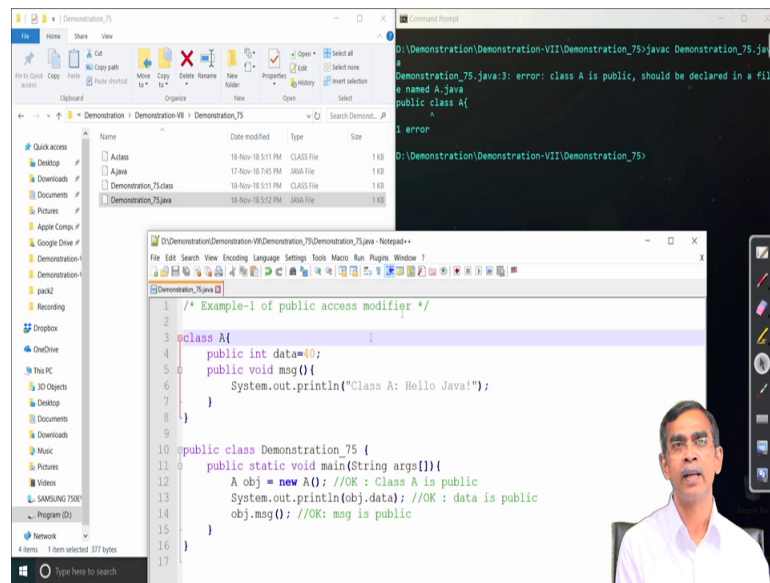 Demonstration_75
File Home Share View
Pin to Quick access
Copy
Paste
Cut
Copy path
Paste shortcut
Move to
Copy to
Delete
Rename
New folder
Properties
Open
Edit
History
Select all
Select none
Invert selection
Clipboard
Organize
New
Open
Select
« Demonstration > Demonstration-VII > Demonstration_75
Search Demonst...
Name Date modified Type Size
A.class 18-Nov-18 5:11 PM CLASS File 1 KB
A.java 17-Nov-18 7:45 PM JAVA File 1 KB
Demonstration_75.class 18-Nov-18 5:11 PM CLASS File 1 KB
Demonstration_75.java 18-Nov-18 5:12 PM JAVA File 1 KB
Quick access
Desktop
Downloads
Documents
Pictures
Google Drive
Demonstration-
Demonstration-
pack2
Recording
Dropbox
OneDrive
This PC
3D Objects
Desktop
Documents
Downloads
Music
Pictures
Videos
SAMSUNG 750E
Program (D:)
Network
4 items 1 item selected 377 bytes
Type here to search
Command Prompt
D:\Demonstration\Demonstration-VII\Demonstration_75>javac Demonstration_75.jav
a
Demonstration_75.java:3: error: class A is public, should be declared in a fil
e named A.java
public class A{
^
1 error
D:\Demonstration\Demonstration-VII\Demonstration_75>
D:\Demonstration\Demonstration-VII\Demonstration_75\Demonstration_75.java - Notepad++
File Edit Search View Encoding Language Settings Tools Macro Run Plugins Window ?
X
Demonstration_75.java
1 /* Example-1 of public access modifier */
2
3 class A{
4 public int data=40;
5 public void msg(){
6 System.out.println("Class A: Hello Java!");
7 }
8 }
9
10 public class Demonstration_75 {
11 public static void main(String args[]){
12 A obj = new A(); //OK : Class A is public
13 System.out.println(obj.data); //OK : data is public
14 obj.msg(); //OK: msg is public
15 }
16 }
17